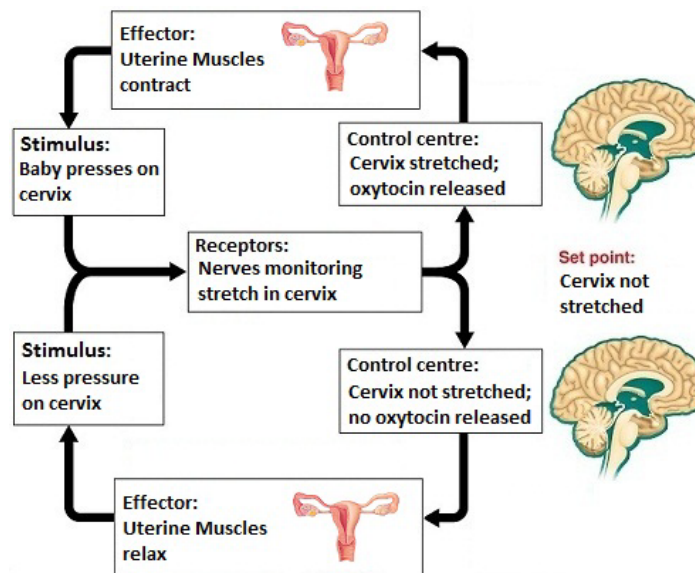 Effector:
Uterine Muscles
contract
Stimulus:
Baby presses on
cervix
Control centre:
Cervix stretched;
oxytocin released
Receptors:
Nerves monitoring
stretch in cervix
Set point:
Cervix not
stretched
Stimulus:
Less pressure
on cervix
Control centre:
Cervix not stretched;
no oxytocin released
Effector:
Uterine Muscles
relax